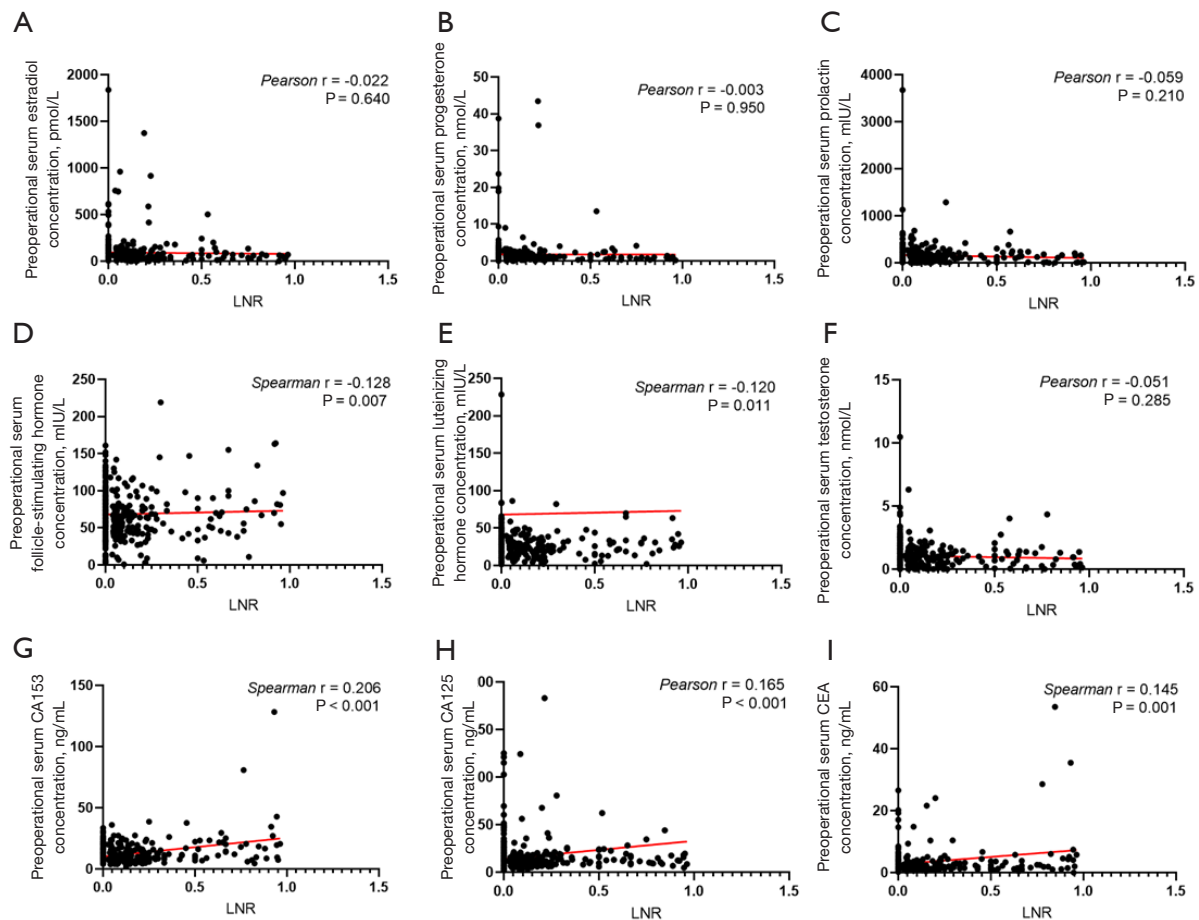 A
Preoperational serum estradiol
concentration, pmol/L
2000
1500
1000
500
0
0.0
0.5
1.0
1.5
LNR
Pearson r = -0.022
P = 0.640
B
Preoperational serum progesterone
concentration, nmol/L
50
40
30
20
10
0
0.0
0.5
1.0
1.5
LNR
Pearson r = -0.003
P = 0.950
C
Preoperational serum prolactin
concentration, mIU/L
4000
3000
4000
1000
0
0.0
0.5
1.0
1.5
LNR
Pearson r = -0.059
P = 0.210
D
Preoperational serum
follicle-stimulating hormone
concentration, mIU/L
250
200
150
100
50
0
0.0
0.5
1.0
1.5
LNR
Spearman r = -0.128
P = 0.007
E
Preoperational serum luteinizing
hormone concentration, mIU/L
250
200
150
100
50
0
0.0
0.5
1.0
1.5
LNR
Spearman r = -0.120
P = 0.011
F
Preoperational serum testosterone
concentration, nmol/L
15
10
5
0
0.0
0.5
1.0
1.5
LNR
Pearson r = -0.051
P = 0.285
G
Preoperational serum CA153
concentration, ng/mL
150
100
50
0
0.0
0.5
1.0
1.5
LNR
Spearman r = 0.206
P < 0.001
H
Preoperational serum CA125
concentration, ng/mL
00
50
00
50
0
0.0
0.5
1.0
1.5
LNR
Pearson r = 0.165
P < 0.001
I
Preoperational serum CEA
concentration, ng/mL
60
40
20
0
0.0
0.5
1.0
1.5
LNR
Spearman r = 0.145
P = 0.001